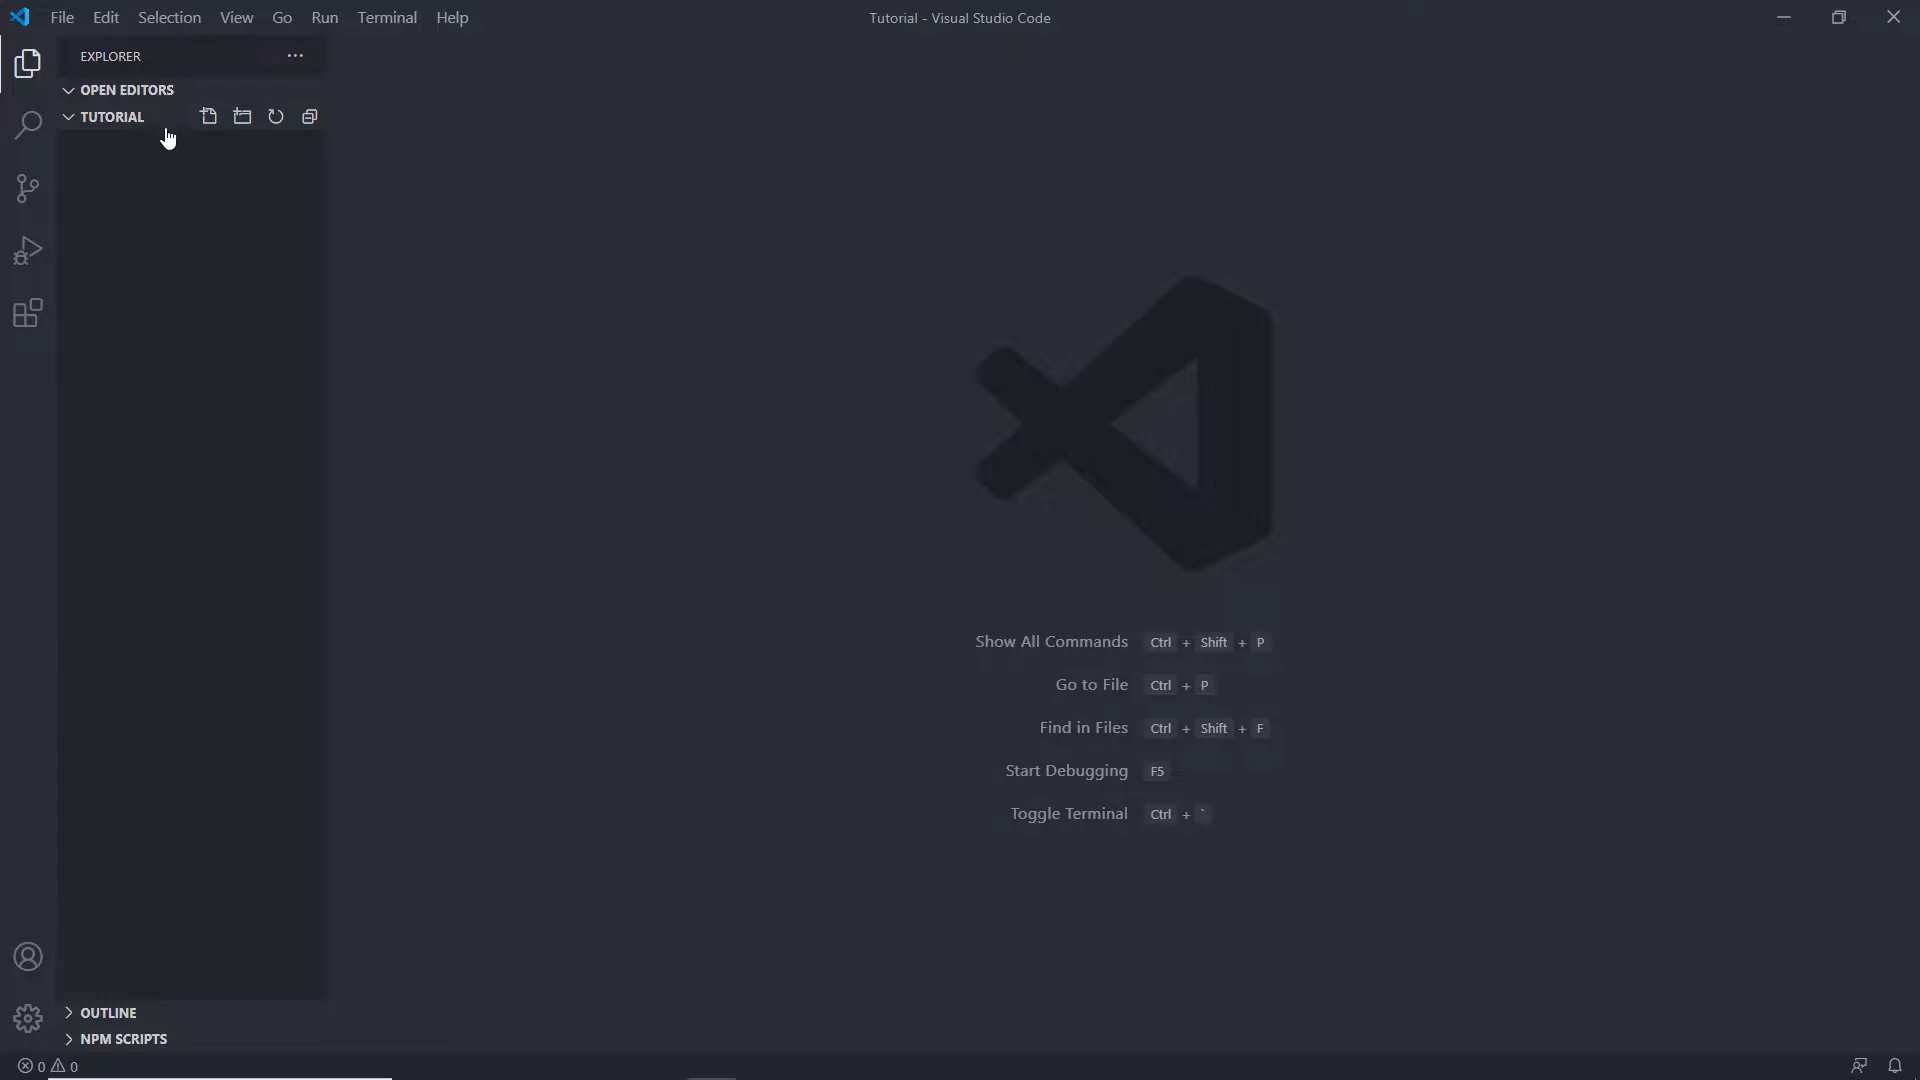 File Edit Selection View Go Run Terminal Help
Tutorial - Visual Studio Code
EXPLORER
OPEN EDITORS
TUTORIAL
Show All Commands Ctrl + Shift + P
Go to File Ctrl + P
Find in Files Ctrl + Shift + F
Start Debugging F5
Toggle Terminal Ctrl + `
OUTLINE
NPM SCRIPTS
0 0